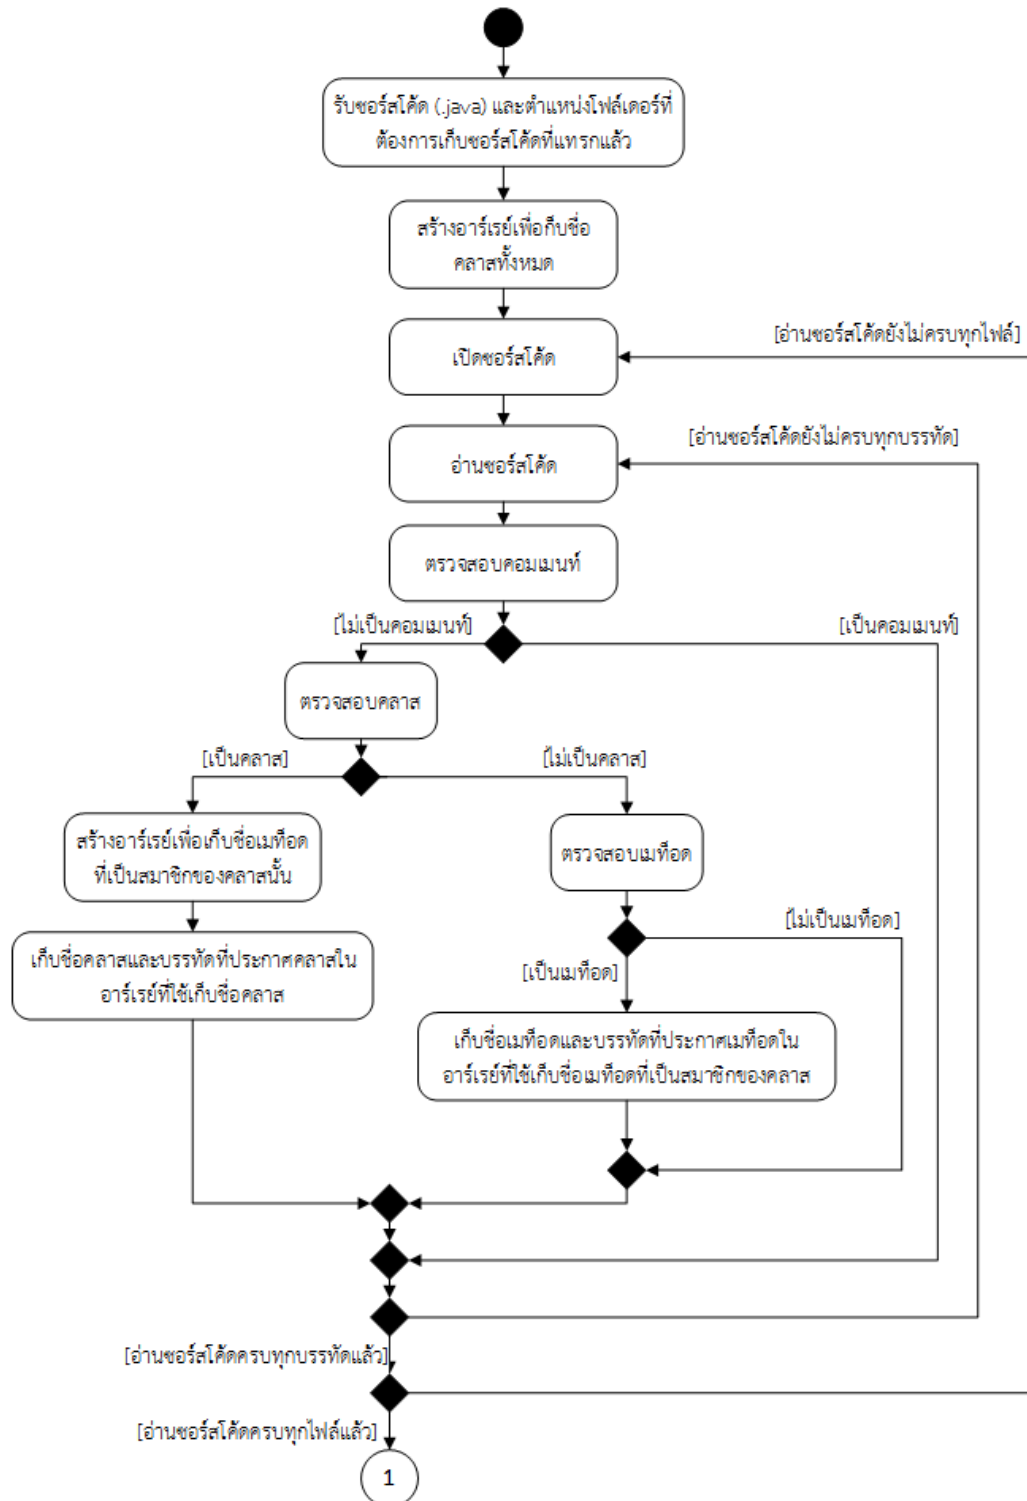 รับซอร์สโค้ด (.java) และตำแหน่งโฟล์เดอร์ที่
ต้องการเก็บซอร์สโค้ดที่แทรกแล้ว
สร้างอาร์เรย์เพื่อก็บชื่อ
คลาสทั้งหมด
[อ่านซอร์สโค้ดยังไม่ครบทุกไฟล์]
เปิดซอร์สโค้ด
[อ่านซอร์สโค้ดยังไม่ครบทุกบรรทัด]
อ่านซอร์สโค้ด
ตรวจสอบคอมเมนท์
[ไม่เป็นคอมเมนท์]
[เป็นคอมเมนท์]
ตรวจสอบคลาส
[เป็นคลาส]
[ไม่เป็นคลาส]
สร้างอาร์เรย์เพื่อเก็บชื่อเมท็อด
ที่เป็นสมาชิกของคลาสนั้น
ตรวจสอบเมท็อด
[ไม่เป็นเมท็อด]
เก็บชื่อคลาสและบรรทัดที่ประกาศคลาสใน
อาร์เรย์ที่ใช้เก็บชื่อคลาส
[เป็นเมท็อด]
เก็บชื่อเมท็อดและบรรทัดที่ประกาศเมท็อดใน
อาร์เรย์ที่ใช้เก็บชื่อเมท็อดที่เป็นสมาชิกของคลาส
[อ่านซอร์สโค้ดครบทุกบรรทัดแล้ว]
[อ่านซอร์สโค้ดครบทุกไฟล์แล้ว]
1